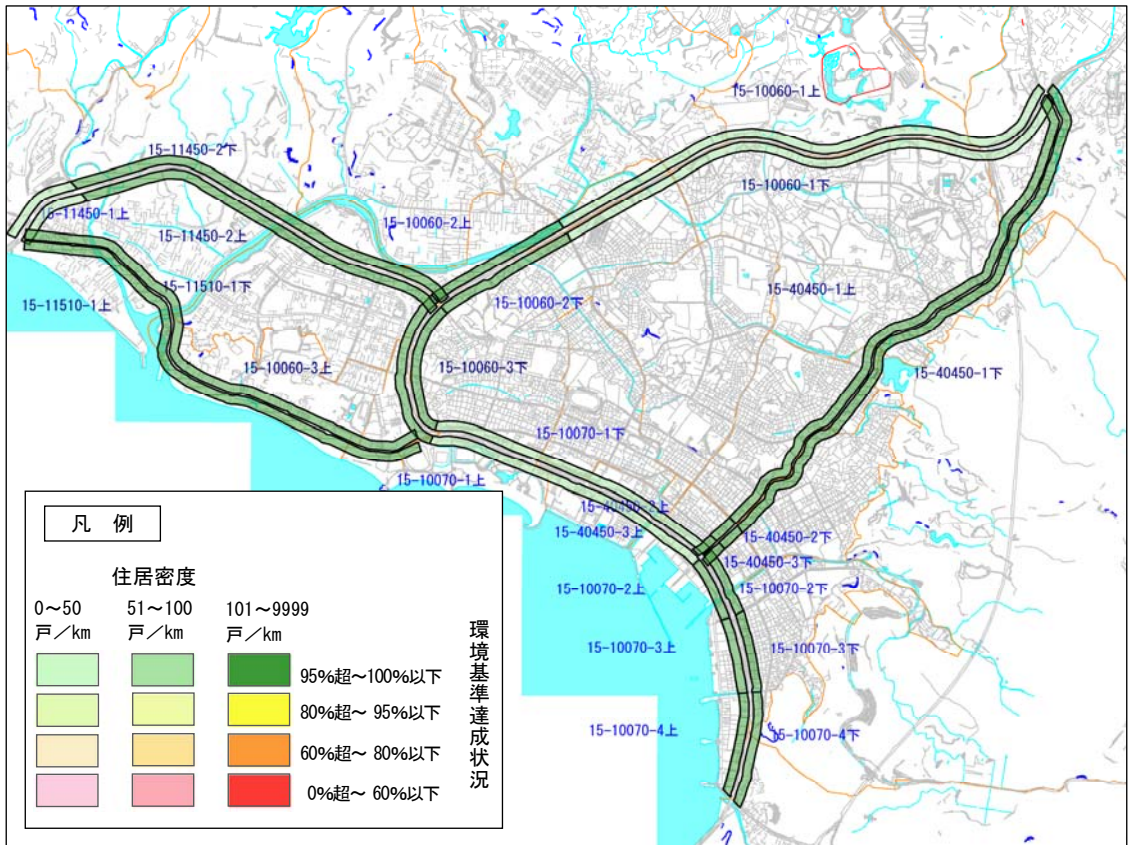 15-10060-1上
15-11450-2下
15-10060-1下
15-11450-1上
15-10060-2上
15-11450-2上
15-40450-1上
15-11510-1下
15-11510-1上
15-10060-2下
15-10060-3上
15-10060-3下
15-40450-1下
15-10070-1下
15-10070-1上
15-40450-2上
15-40450-3上
15-40450-2下
15-40450-3下
15-10070-2上
15-10070-2下
15-10070-3上
15-10070-3下
15-10070-4上
15-10070-4下
凡 例
住居密度
0～50
戸／km
51～100
戸／km
101～9999
戸／km
95%超～100%以下
80%超～ 95%以下
60%超～ 80%以下
0%超～ 60%以下
環境基準達成状況